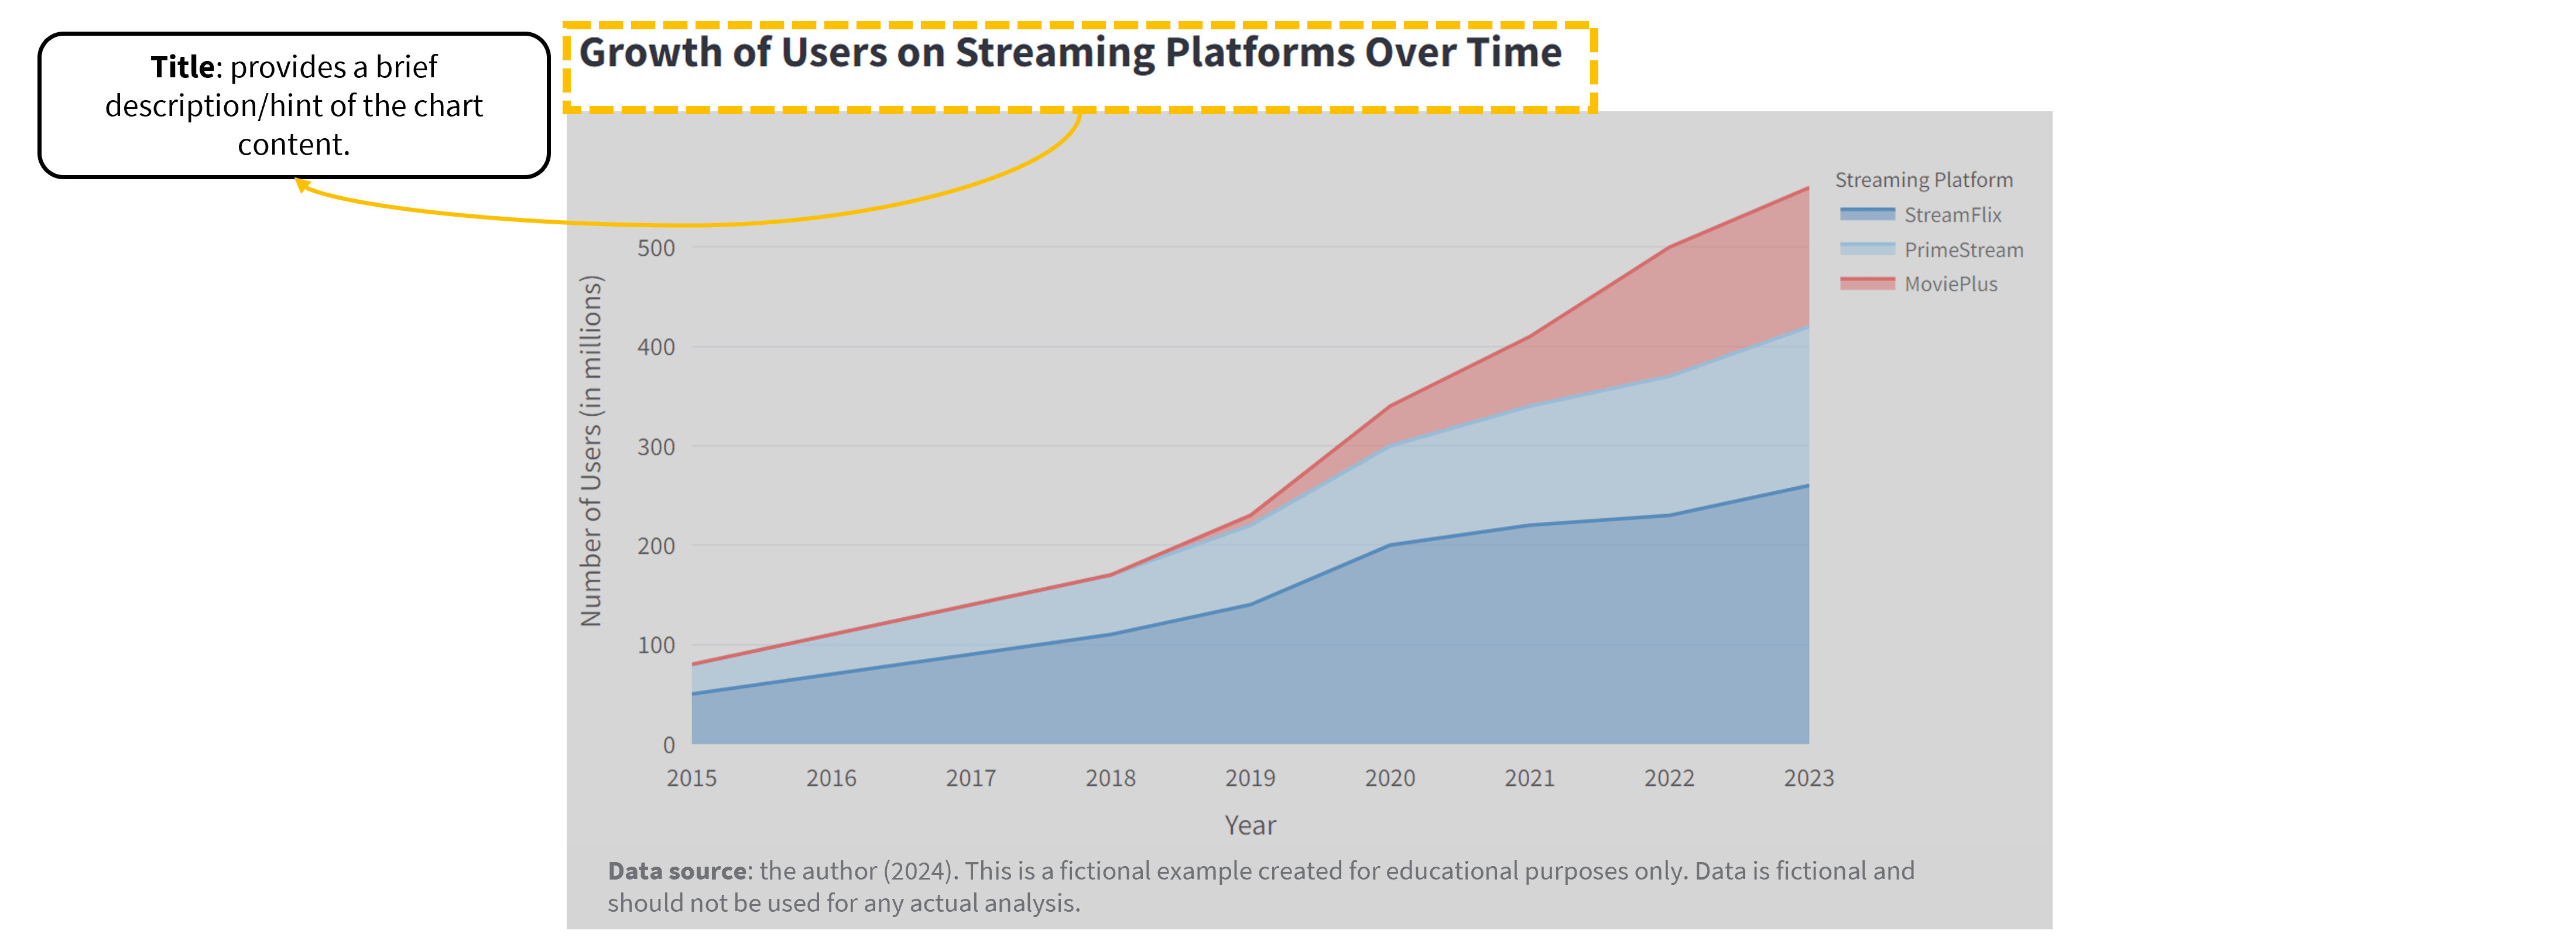 Title: provides a brief
description/hint of the chart
content.
Growth of Users on Streaming Platforms Over Time
Streaming Platform
StreamFlix
PrimeStream
MoviePlus
Number of Users (in millions)
500
400
300
200
100
0
2015 2016 2017 2018 2019 2020 2021 2022 2023
Year
Data source: the author (2024). This is a fictional example created for educational purposes only. Data is fictional and
should not be used for any actual analysis.